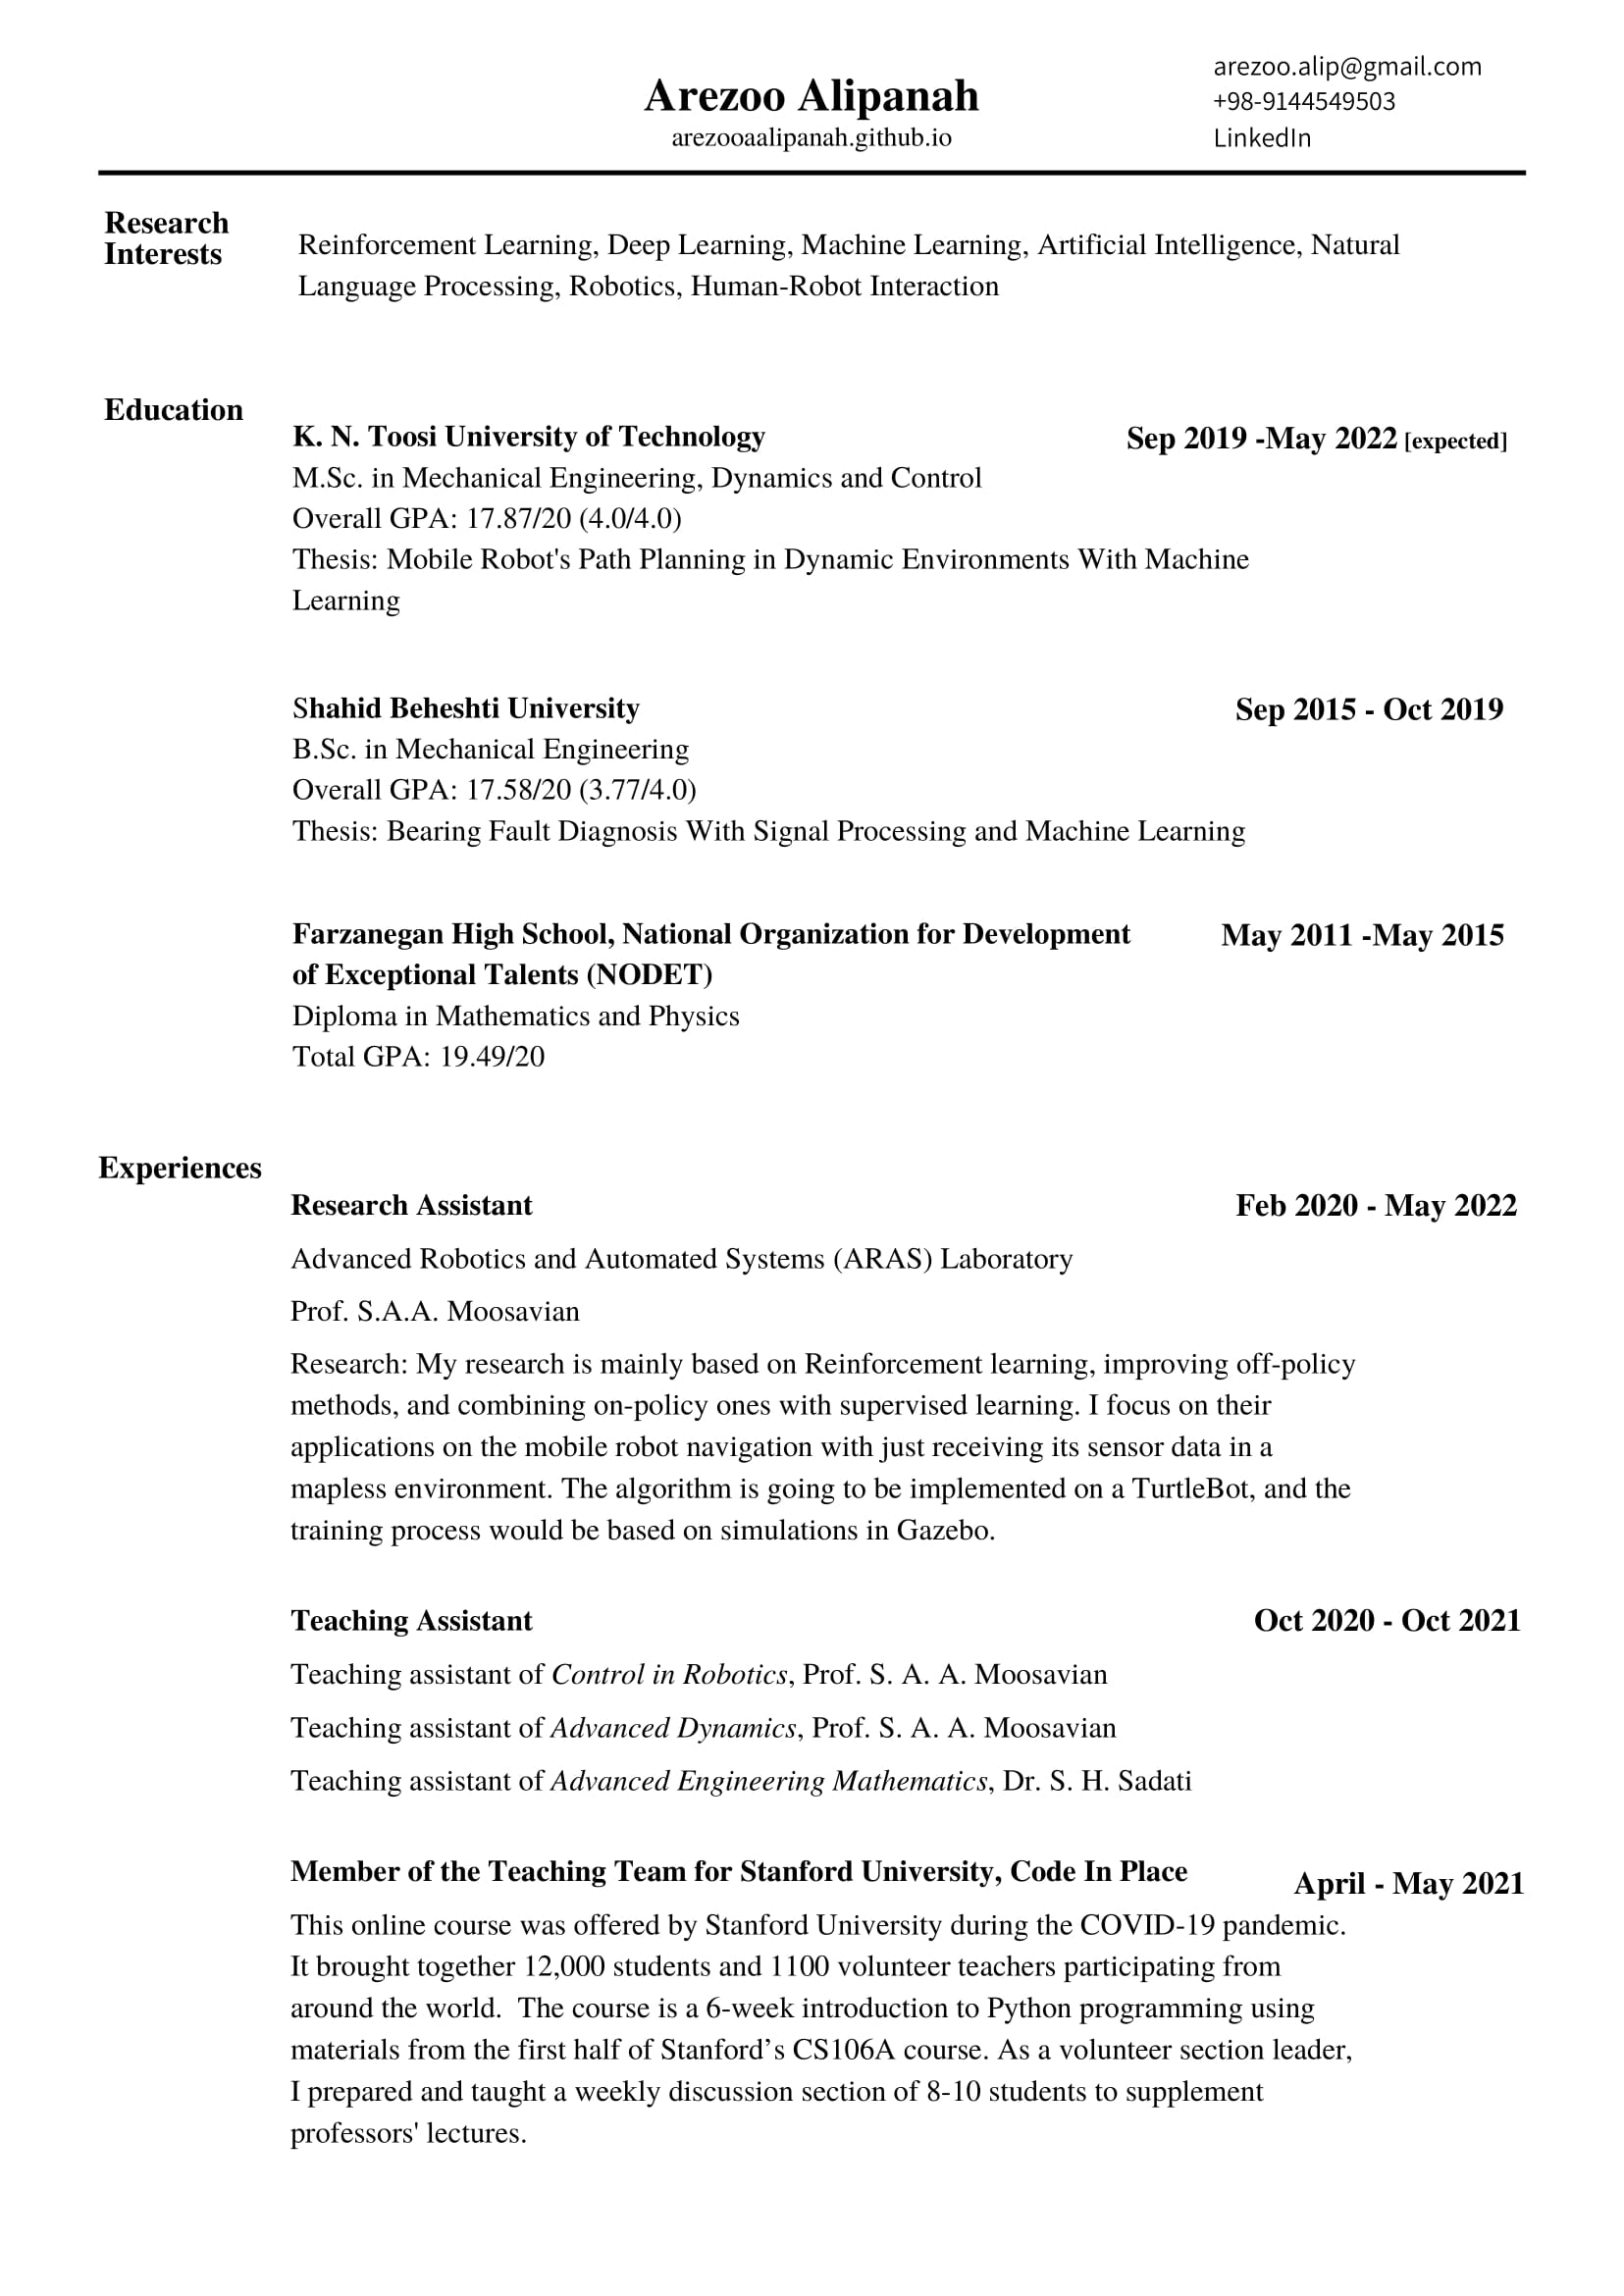 Arezoo Alipanah
arezooaalipanah.github.io
arezoo.alip@gmail.com
+98-9144549503
LinkedIn
Research
Interests
Reinforcement Learning, Deep Learning, Machine Learning, Artificial Intelligence, Natural
Language Processing, Robotics, Human-Robot Interaction
Education
K. N. Toosi University of Technology Sep 2019 -May 2022 [expected]
M.Sc. in Mechanical Engineering, Dynamics and Control
Overall GPA: 17.87/20 (4.0/4.0)
Thesis: Mobile Robot's Path Planning in Dynamic Environments With Machine
Learning
Shahid Beheshti University Sep 2015 - Oct 2019
B.Sc. in Mechanical Engineering
Overall GPA: 17.58/20 (3.77/4.0)
Thesis: Bearing Fault Diagnosis With Signal Processing and Machine Learning
Farzanegan High School, National Organization for Development May 2011 -May 2015
of Exceptional Talents (NODET)
Diploma in Mathematics and Physics
Total GPA: 19.49/20
Experiences
Research Assistant Feb 2020 - May 2022
Advanced Robotics and Automated Systems (ARAS) Laboratory
Prof. S.A.A. Moosavian
Research: My research is mainly based on Reinforcement learning, improving off-policy
methods, and combining on-policy ones with supervised learning. I focus on their
applications on the mobile robot navigation with just receiving its sensor data in a
mapless environment. The algorithm is going to be implemented on a TurtleBot, and the
training process would be based on simulations in Gazebo.
Teaching Assistant Oct 2020 - Oct 2021
Teaching assistant of Control in Robotics, Prof. S. A. A. Moosavian
Teaching assistant of Advanced Dynamics, Prof. S. A. A. Moosavian
Teaching assistant of Advanced Engineering Mathematics, Dr. S. H. Sadati
Member of the Teaching Team for Stanford University, Code In Place April - May 2021
This online course was offered by Stanford University during the COVID-19 pandemic.
It brought together 12,000 students and 1100 volunteer teachers participating from
around the world.  The course is a 6-week introduction to Python programming using
materials from the first half of Stanford’s CS106A course. As a volunteer section leader,
I prepared and taught a weekly discussion section of 8-10 students to supplement
professors' lectures.